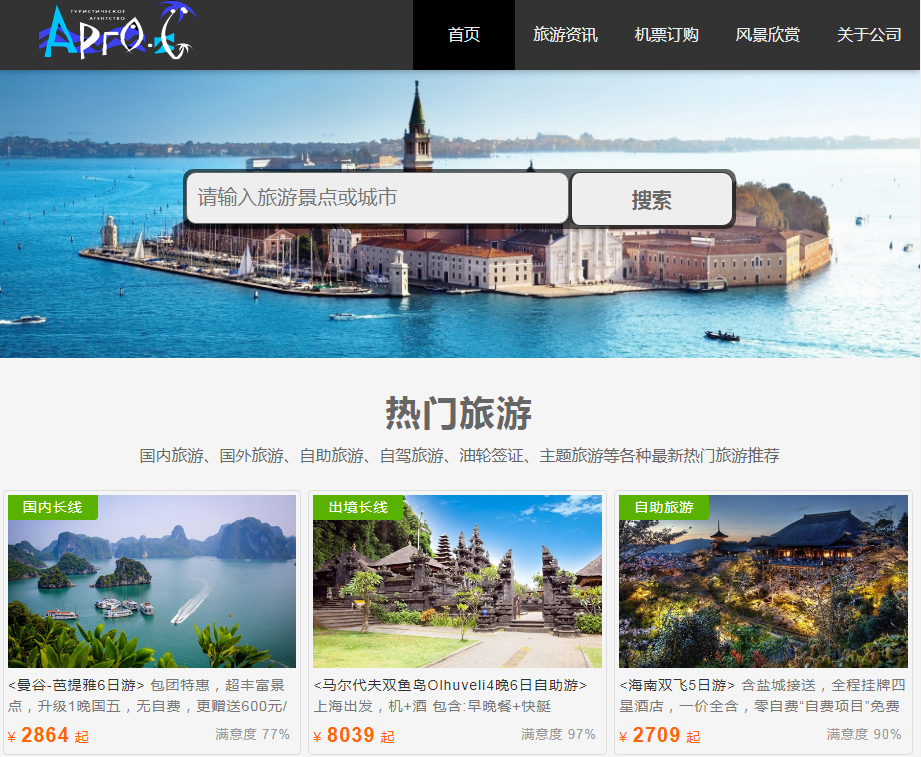 ТУРИСТИЧЕСКОЕ
АГЕНТСТВО
Apгo.С
首页 旅游资讯 机票订购 风景欣赏 关于公司
请输入旅游景点或城市 搜索
热门旅游
国内旅游、国外旅游、自助旅游、自驾旅游、油轮签证、主题旅游等各种最新热门旅游推荐
国内长线
<曼谷-芭提雅6日游> 包团特惠，超丰富景
点，升级1晚国五，无自费，更赠送600元/
¥ 2864 起 满意度 77%
出境长线
<马尔代夫双鱼岛Olhuveli4晚6日自助游>
上海出发，机+酒 包含:早晚餐+快艇
¥ 8039 起 满意度 97%
自助旅游
<海南双飞5日游> 含盐城接送，全程挂牌四
星酒店，一价全含，零自费“自费项目”免费
¥ 2709 起 满意度 90%